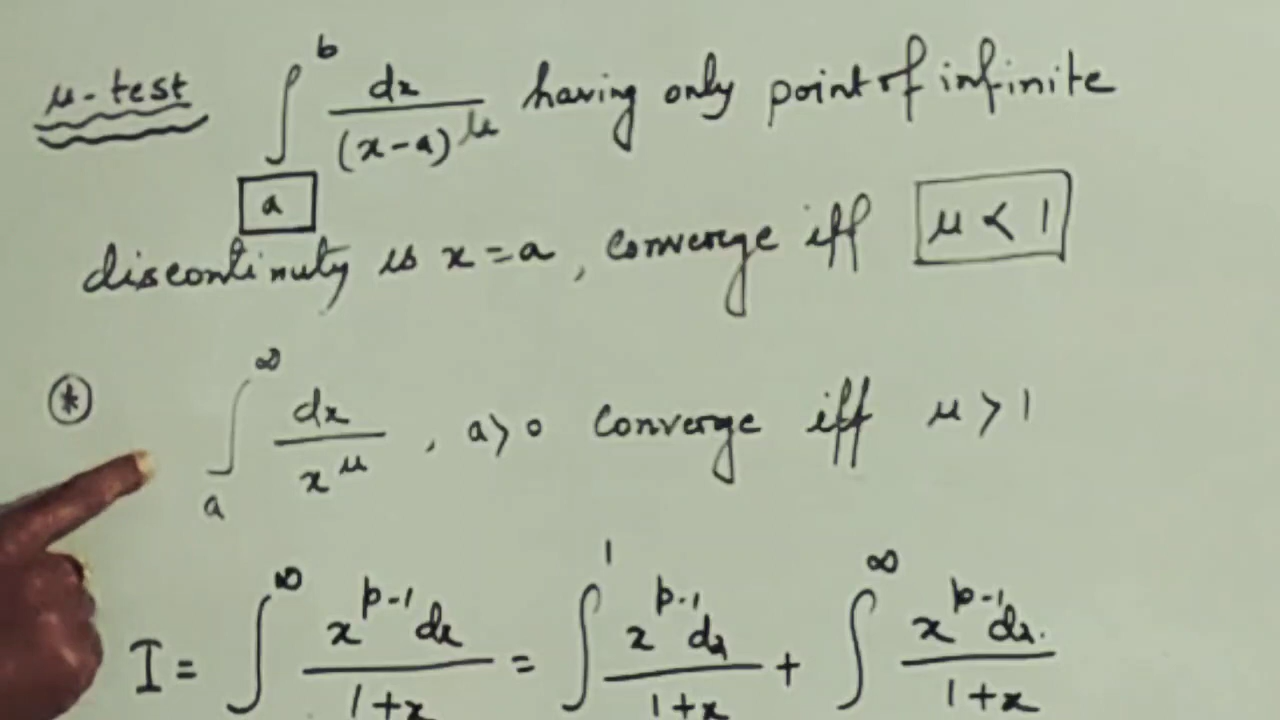 μ-test ∫_a^b dx/(x-a)^μ having only point of infinite
discontinuty is x=a, converge iff μ < 1
(*) ∫_a^∞ dx/x^μ, a>0 converge iff μ > 1
I = ∫^∞ x^(p-1) dx/(1+x) = ∫^1 x^(p-1) dx/(1+x) + ∫^∞ x^(p-1) dx./(1+x)